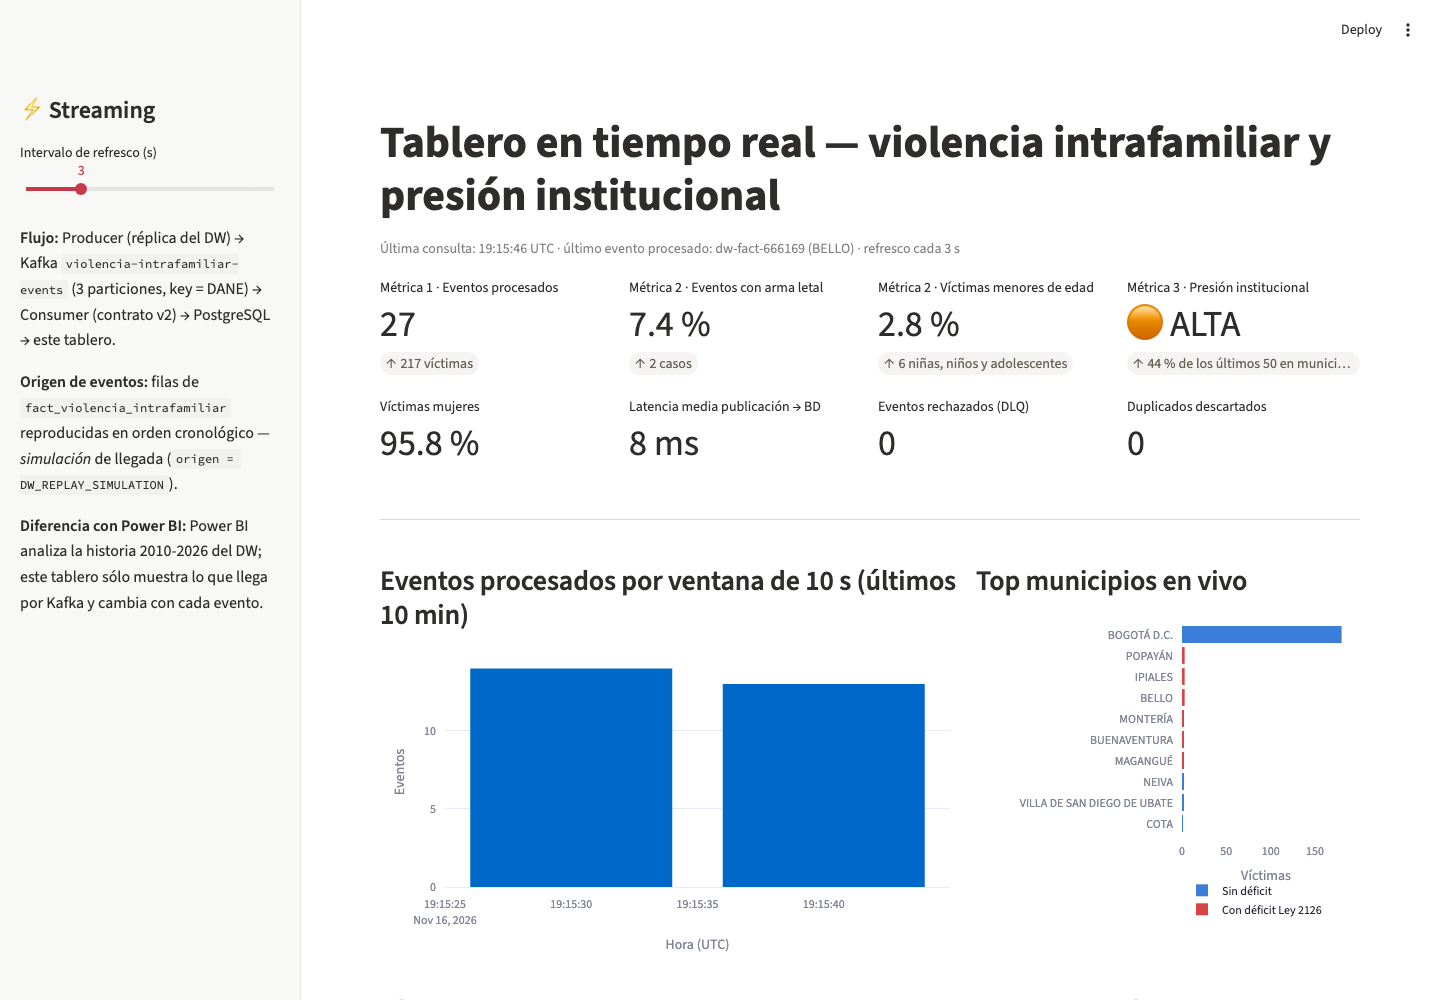 Deploy
⚡ Streaming
Intervalo de refresco (s)
3
Flujo: Producer (réplica del DW) →
Kafka violencia-intrafamiliar-
events (3 particiones, key = DANE) →
Consumer (contrato v2) → PostgreSQL
→ este tablero.
Origen de eventos: filas de
fact_violencia_intrafamiliar
reproducidas en orden cronológico —
simulación de llegada ( origen =
DW_REPLAY_SIMULATION ).
Diferencia con Power BI: Power BI
analiza la historia 2010-2026 del DW;
este tablero sólo muestra lo que llega
por Kafka y cambia con cada evento.
Tablero en tiempo real — violencia intrafamiliar y
presión institucional
Última consulta: 19:15:46 UTC · último evento procesado: dw-fact-666169 (BELLO) · refresco cada 3 s
Métrica 1 · Eventos procesados
27
↑ 217 víctimas
Métrica 2 · Eventos con arma letal
7.4 %
↑ 2 casos
Métrica 2 · Víctimas menores de edad
2.8 %
↑ 6 niñas, niños y adolescentes
Métrica 3 · Presión institucional
ALTA
↑ 44 % de los últimos 50 en munici…
Víctimas mujeres
95.8 %
Latencia media publicación → BD
8 ms
Eventos rechazados (DLQ)
0
Duplicados descartados
0
Eventos procesados por ventana de 10 s (últimos
10 min)
Eventos
10
5
0
19:15:25
Nov 16, 2026
19:15:30
19:15:35
19:15:40
Hora (UTC)
Top municipios en vivo
BOGOTÁ D.C.
POPAYÁN
IPIALES
BELLO
MONTERÍA
BUENAVENTURA
MAGANGUÉ
NEIVA
VILLA DE SAN DIEGO DE UBATE
COTA
0
50
100
150
Víctimas
Sin déficit
Con déficit Ley 2126